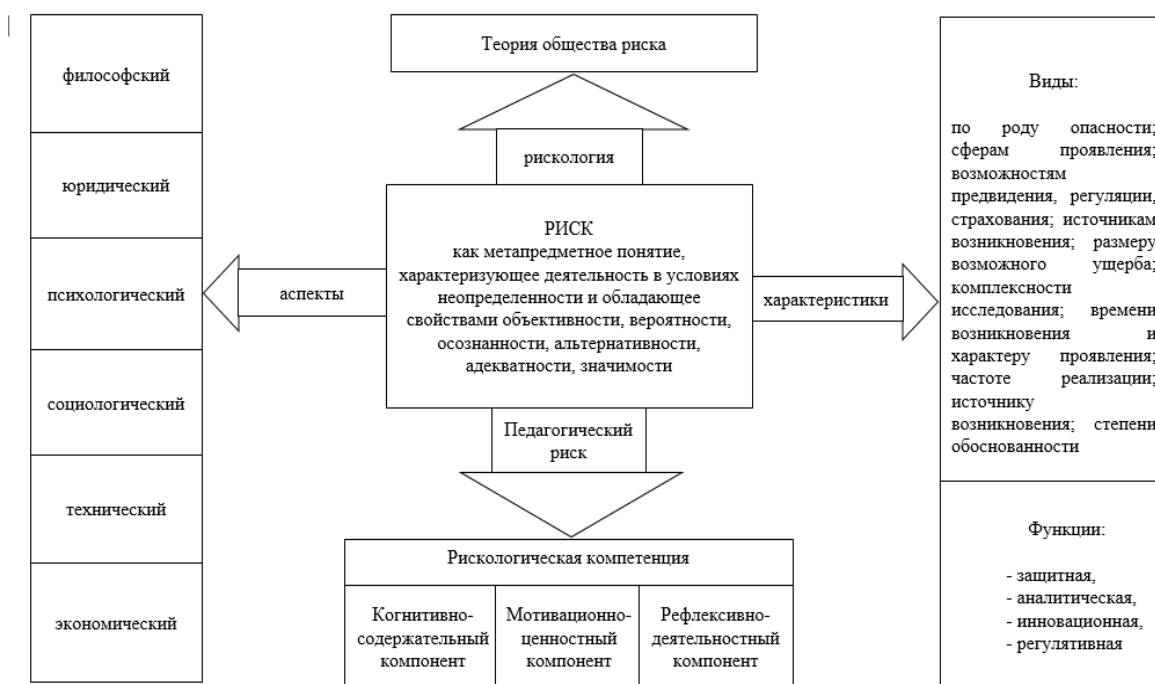 философский
юридический
психологический
социологический
технический
экономический
аспекты
Теория общества риска
рискология
РИСК
как метапредметное понятие,
характеризующее деятельность в условиях
неопределенности и обладающее
свойствами объективности, вероятности,
осознанности, альтернативности,
адекватности, значимости
Педагогический
риск
Рискологическая компетенция
Когнитивно-
содержательный
компонент
Мотивационно-
ценностный
компонент
Рефлексивно-
деятельностный
компонент
характеристики
Виды:
по роду опасности;
сферам проявления;
возможностям
предвидения, регуляции,
страхования; источникам
возникновения; размеру
возможного ущерба;
комплексности
исследования; времени
возникновения и
характеру проявления;
частоте реализации;
источнику
возникновения; степени
обоснованности
Функции:
- защитная,
- аналитическая,
- инновационная,
- регулятивная